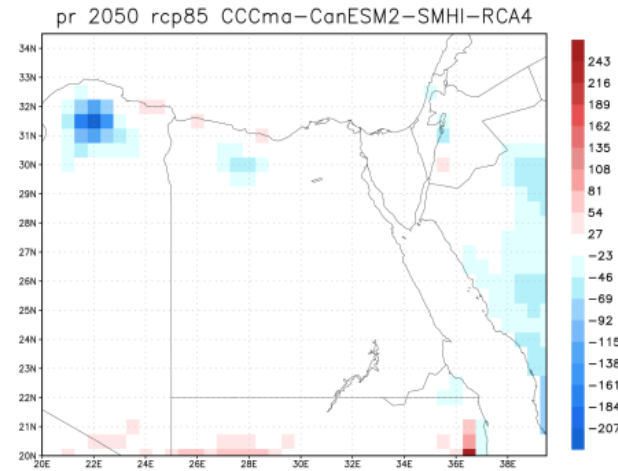 pr 2050 rcp85 CCCma-CanESM2-SMHI-RCA4
34N
33N
32N
31N
30N
29N
28N
27N
26N
25N
24N
23N
22N
21N
20N
20E 22E 24E 26E 28E 30E 32E 34E 36E 38E
243
216
189
162
135
108
81
54
27
-23
-46
-69
-92
-115
-138
-161
-184
-207